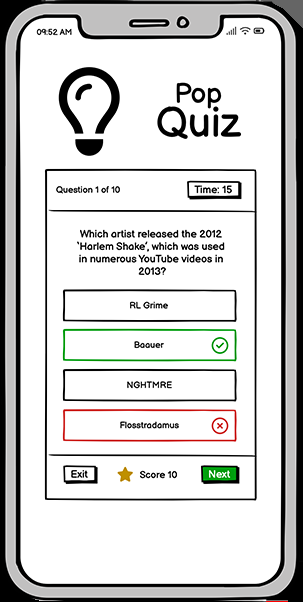 09:52 AM
Pop
Quiz
Question 1 of 10
Time: 15
Which artist released the 2012
'Harlem Shake', which was used
in numerous YouTube videos in
2013?
RL Grime
Baauer
NGHTMRE
Flosstradamus
Exit
Score 10
Next